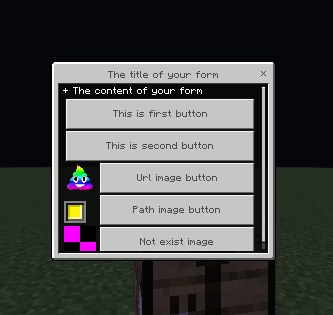 The title of your form
+ The content of your form
This is first button
This is second button
Url image button
Path image button
Not exist image